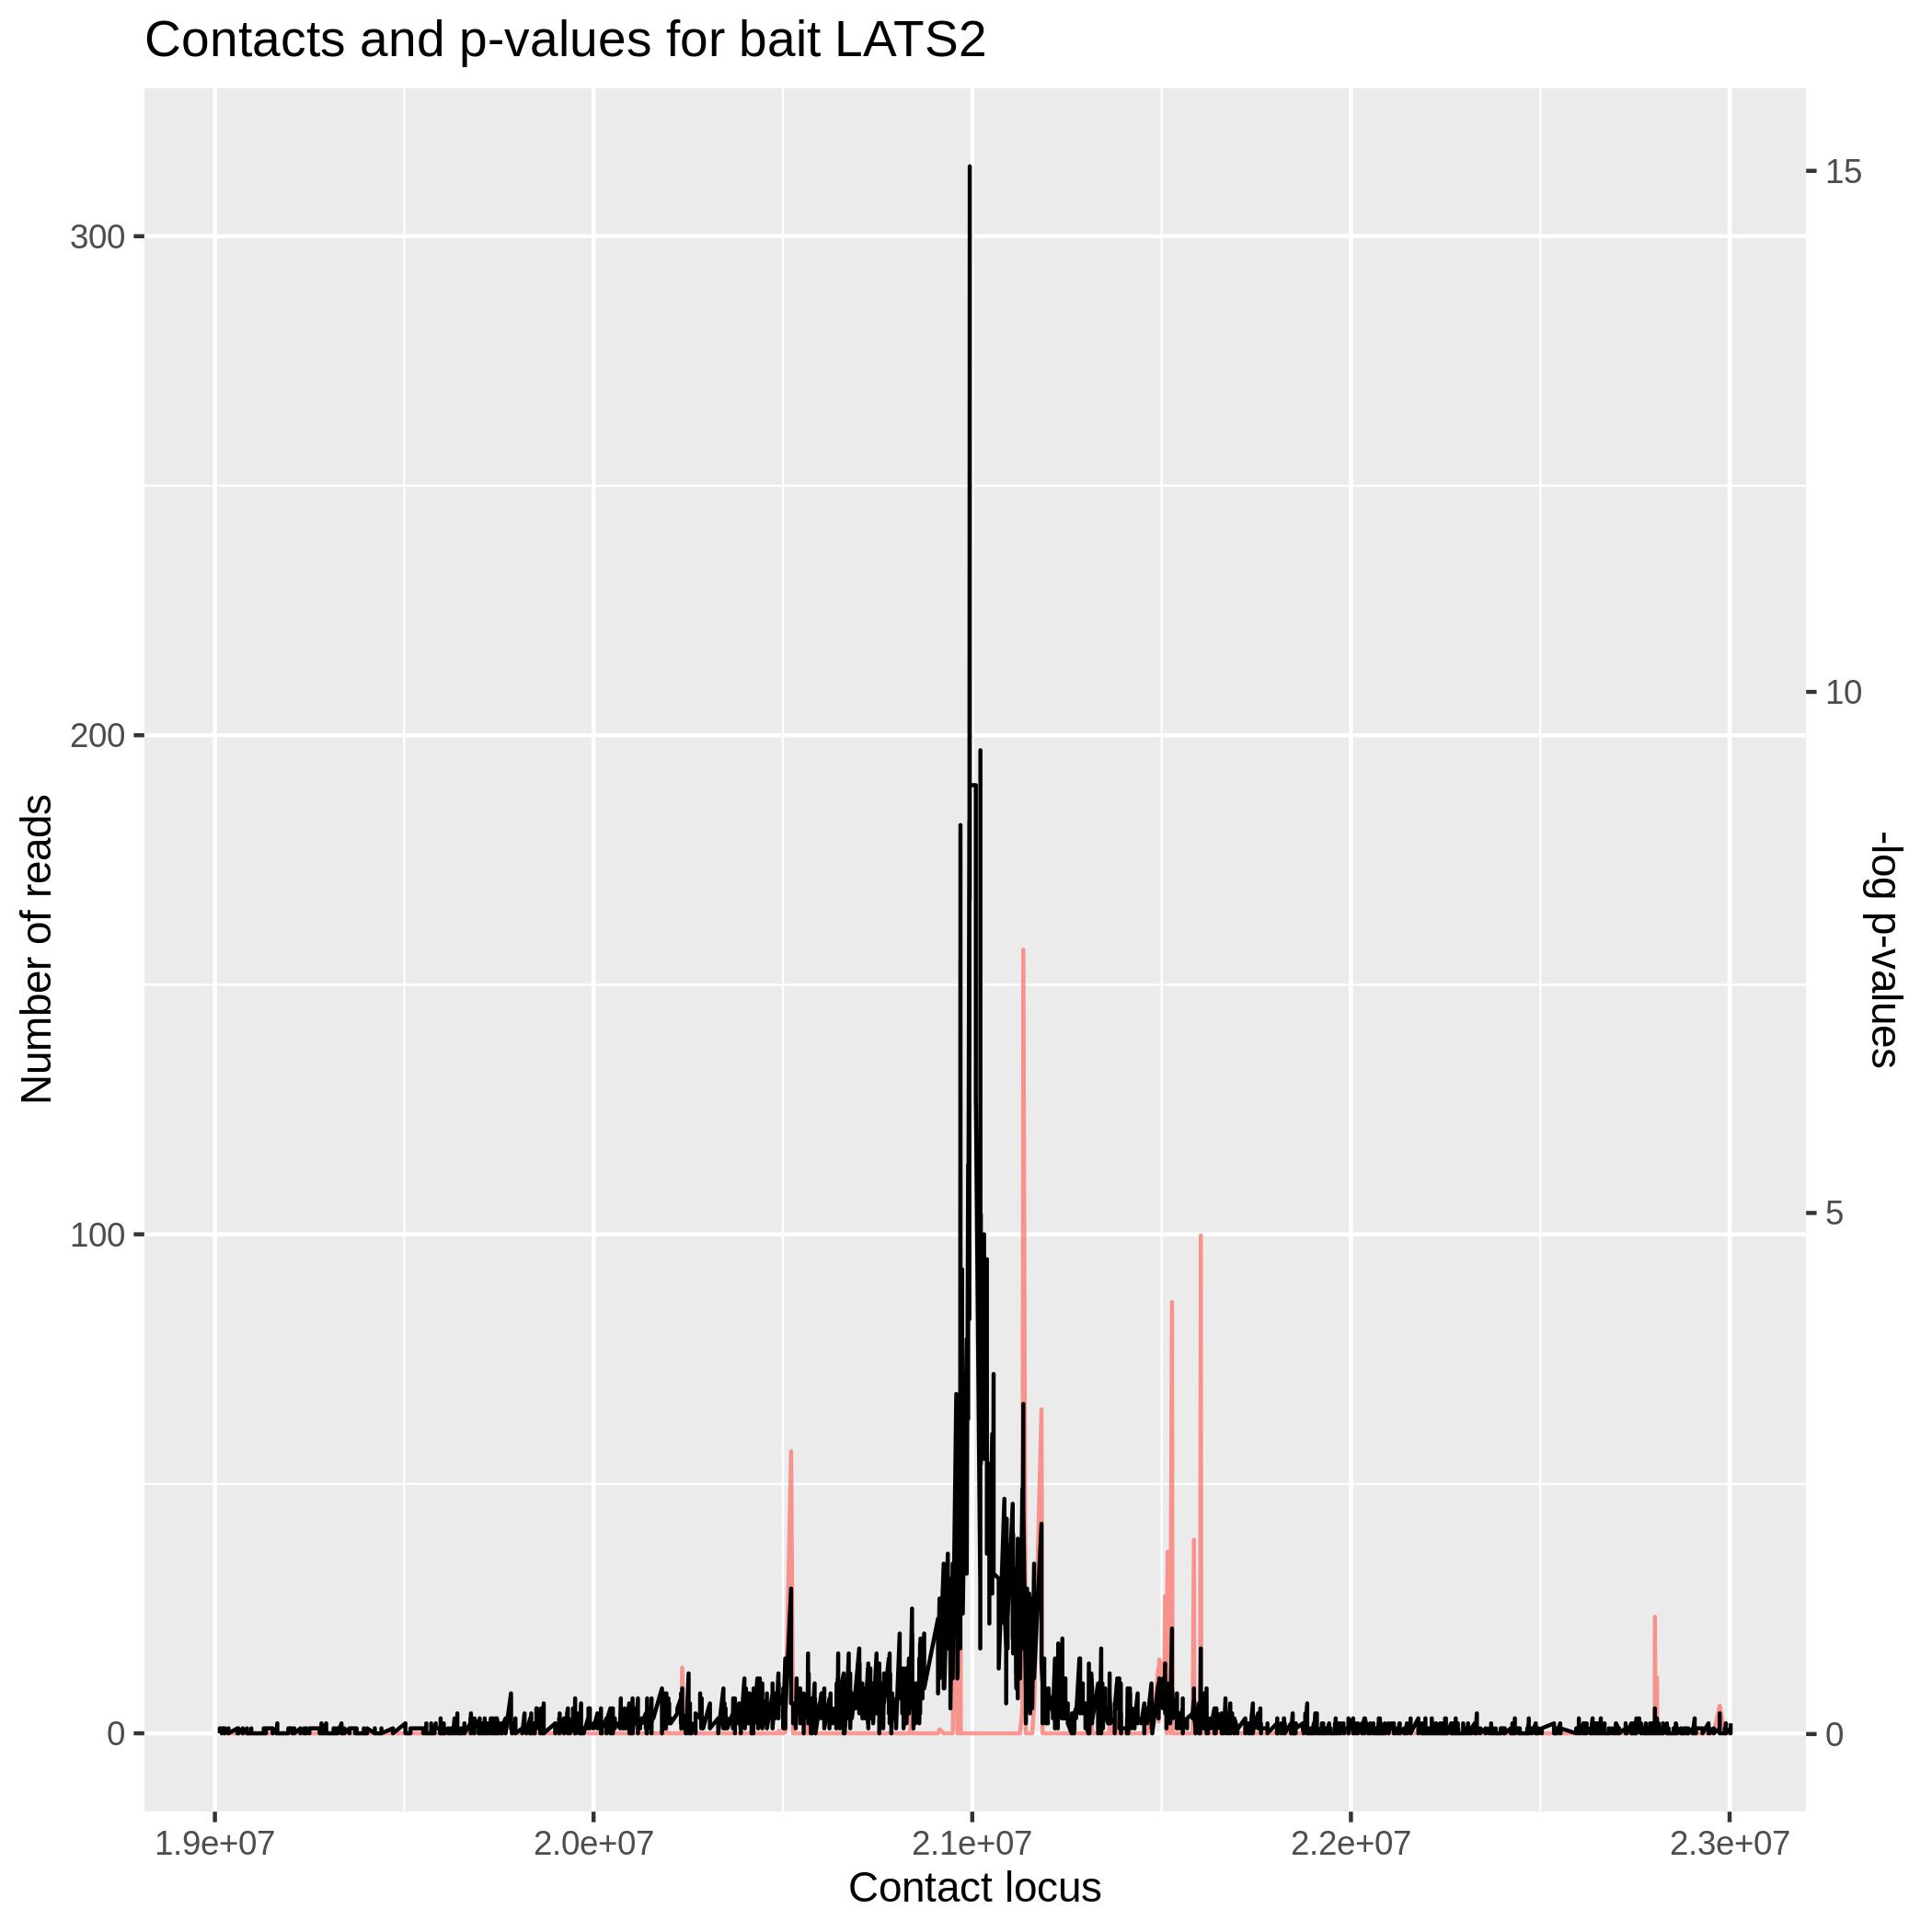 Contacts and p-values for bait LATS2
300
200
100
0
Number of reads
15
10
5
0
-log p-values
1.9e+07
2.0e+07
2.1e+07
2.2e+07
2.3e+07
Contact locus